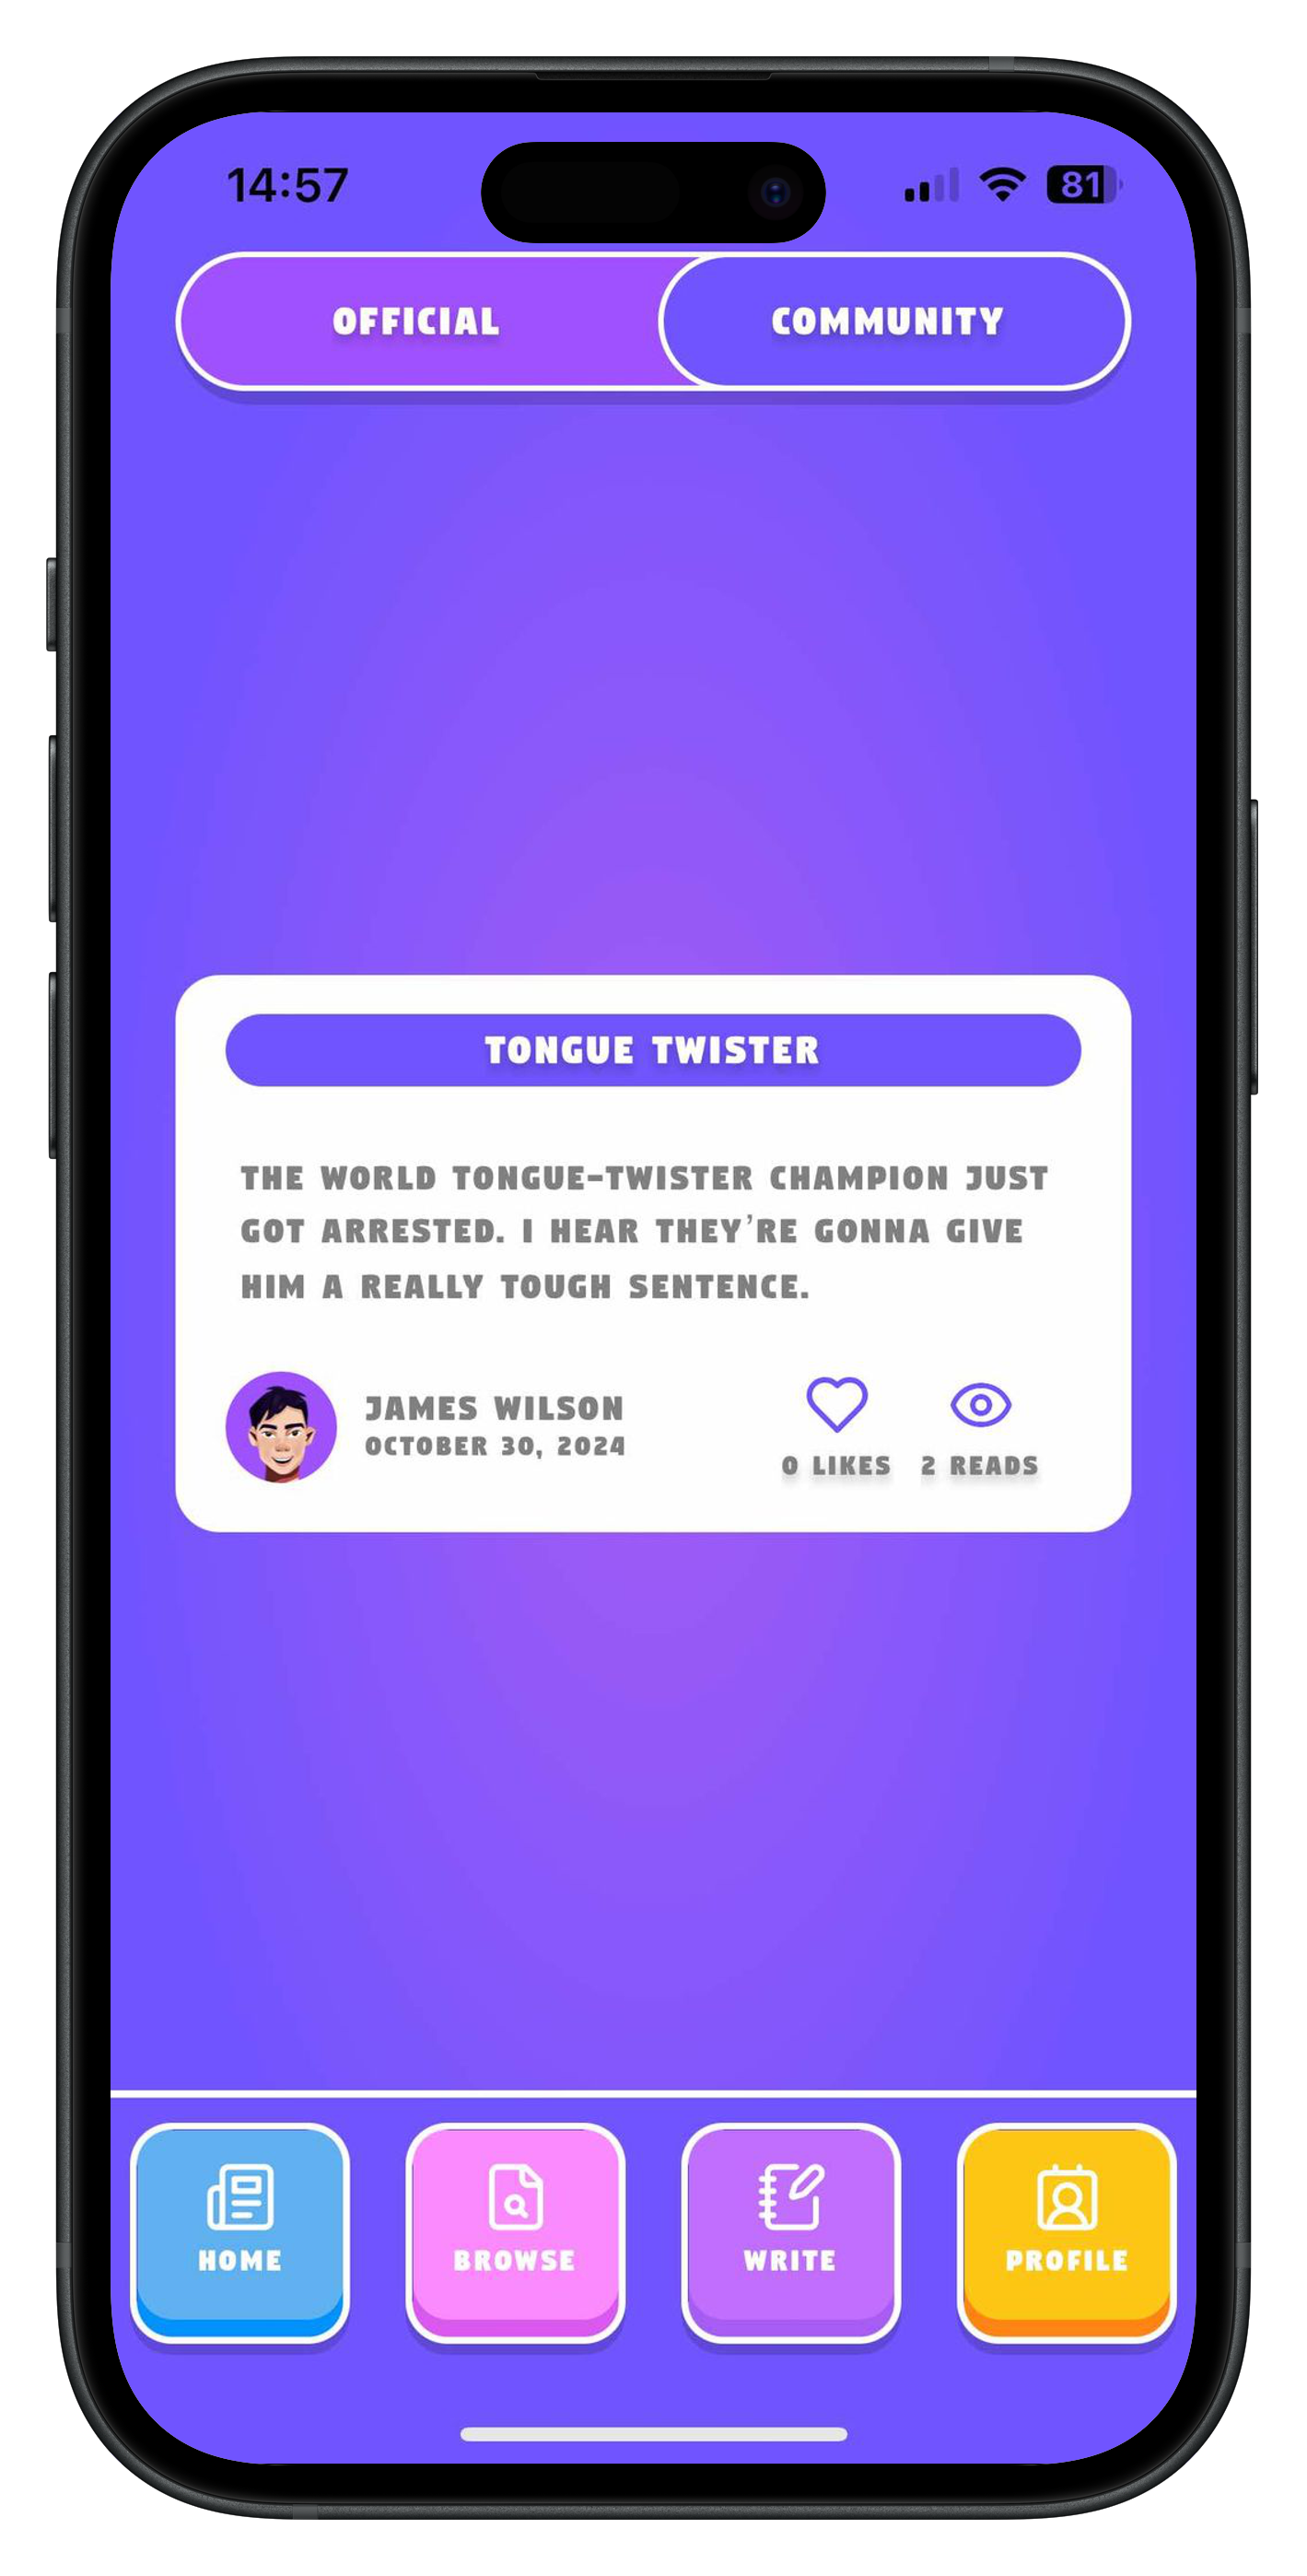 14:57
81
OFFICIAL
COMMUNITY
TONGUE TWISTER
THE WORLD TONGUE-TWISTER CHAMPION JUST
GOT ARRESTED. I HEAR THEY'RE GONNA GIVE
HIM A REALLY TOUGH SENTENCE.
JAMES WILSON
OCTOBER 30, 2024
0 LIKES
2 READS
HOME
BROWSE
WRITE
PROFILE